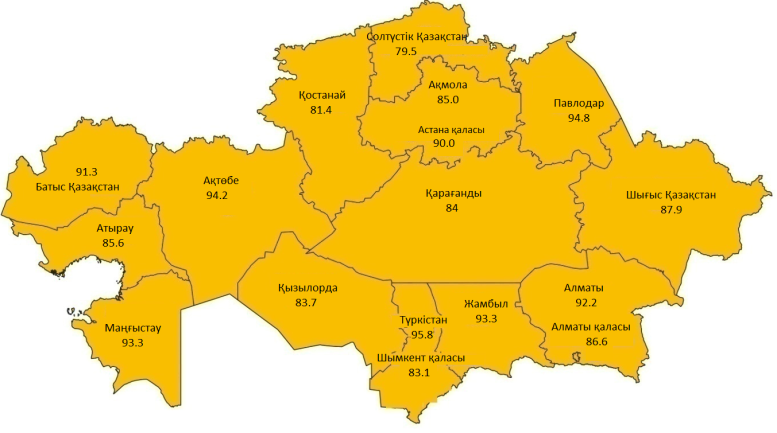 Солтүстік Қазақстан
79.5
Қостанай
81.4
Ақмола
85.0
Астана қаласы
90.0
Павлодар
94.8
91.3
Батыс Қазақстан
Ақтөбе
94.2
Қарағанды
84
Шығыс Қазақстан
87.9
Атырау
85.6
Маңғыстау
93.3
Қызылорда
83.7
Түркістан
95.8
Жамбыл
93.3
Алматы
92.2
Алматы қаласы
86.6
Шымкент қаласы
83.1